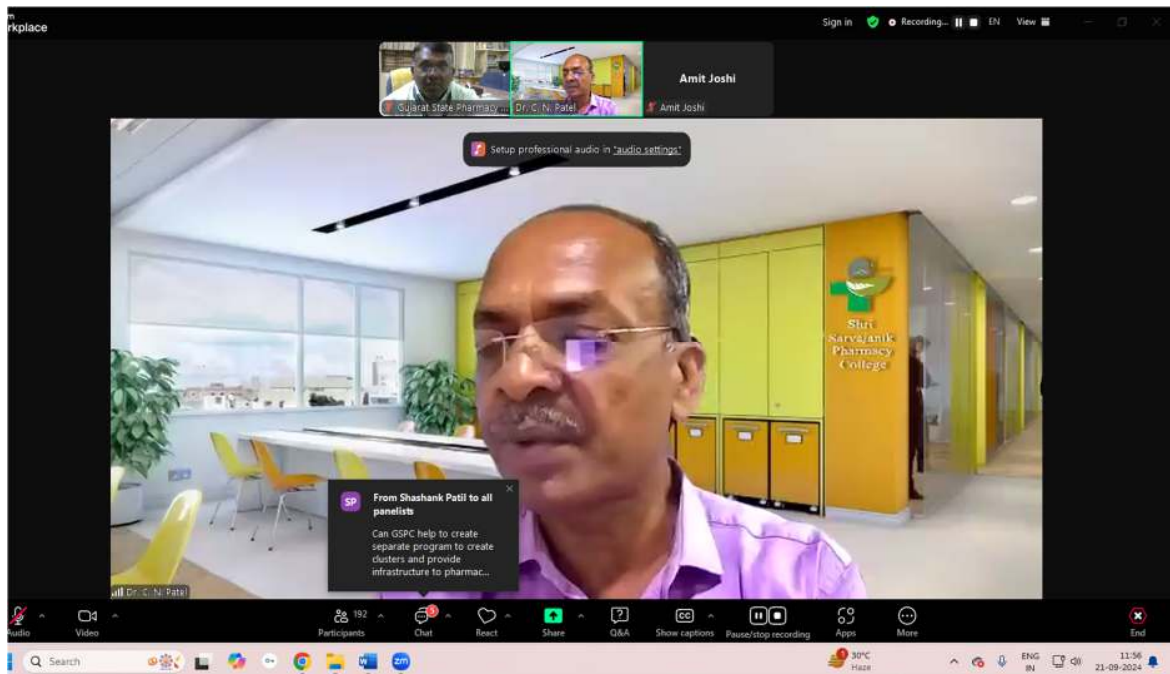 rkplace
Sign in
Recording...
EN
View
Gujarat State Pharmacy ...
Dr. C. N. Patel
Amit Joshi
Amit Joshi
Setup professional audio in "audio settings"
Shri
Sarvajanik
Pharmacy
College
SP
From Shashank Patil to all
panelists
Can GSPC help to create
separate program to create
clusters and provide
infrastructure to pharmac...
Dr. C. N. Patel
Audio
Video
192
Participants
5
Chat
React
Share
Q&A
CC
Show captions
Pause/stop recording
Apps
More
End
Search
W
zm
1
30°C
Haze
ENG
IN
11:56
21-09-2024